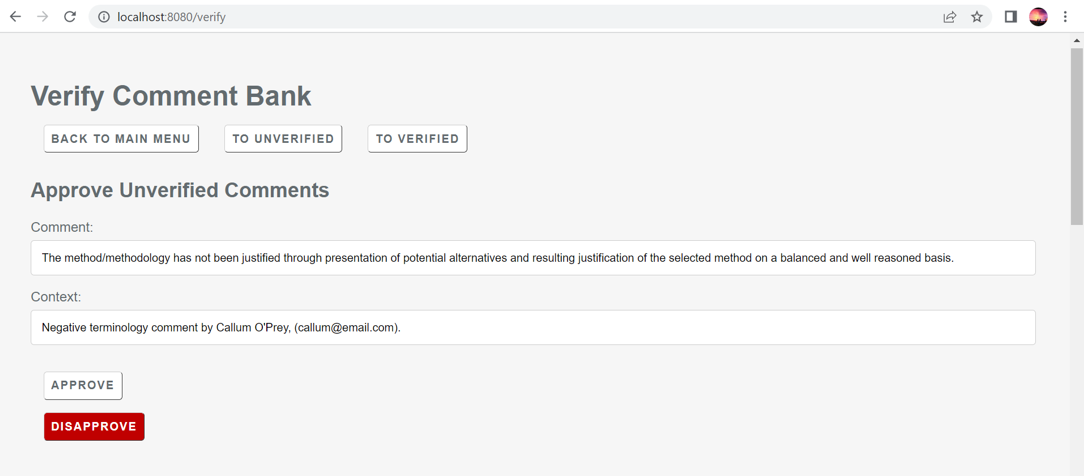 localhost:8080/verify
Verify Comment Bank
BACK TO MAIN MENU TO UNVERIFIED TO VERIFIED
Approve Unverified Comments
Comment:
The method/methodology has not been justified through presentation of potential alternatives and resulting justification of the selected method on a balanced and well reasoned basis.
Context:
Negative terminology comment by Callum O'Prey, (callum@email.com).
APPROVE
DISAPPROVE